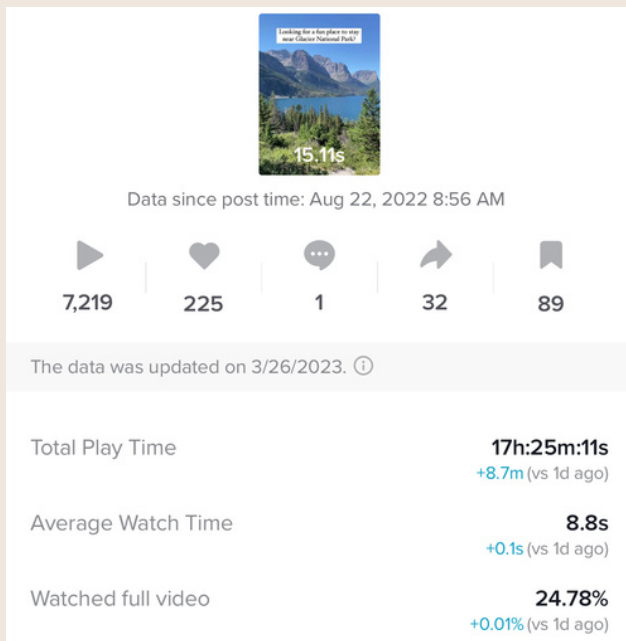 Looking for a fun place to stay
near Glacier National Park?
15.11s
Data since post time: Aug 22, 2022 8:56 AM
7,219 225 1 32 89
The data was updated on 3/26/2023.
Total Play Time 17h:25m:11s
+8.7m (vs 1d ago)
Average Watch Time 8.8s
+0.1s (vs 1d ago)
Watched full video 24.78%
+0.01% (vs 1d ago)